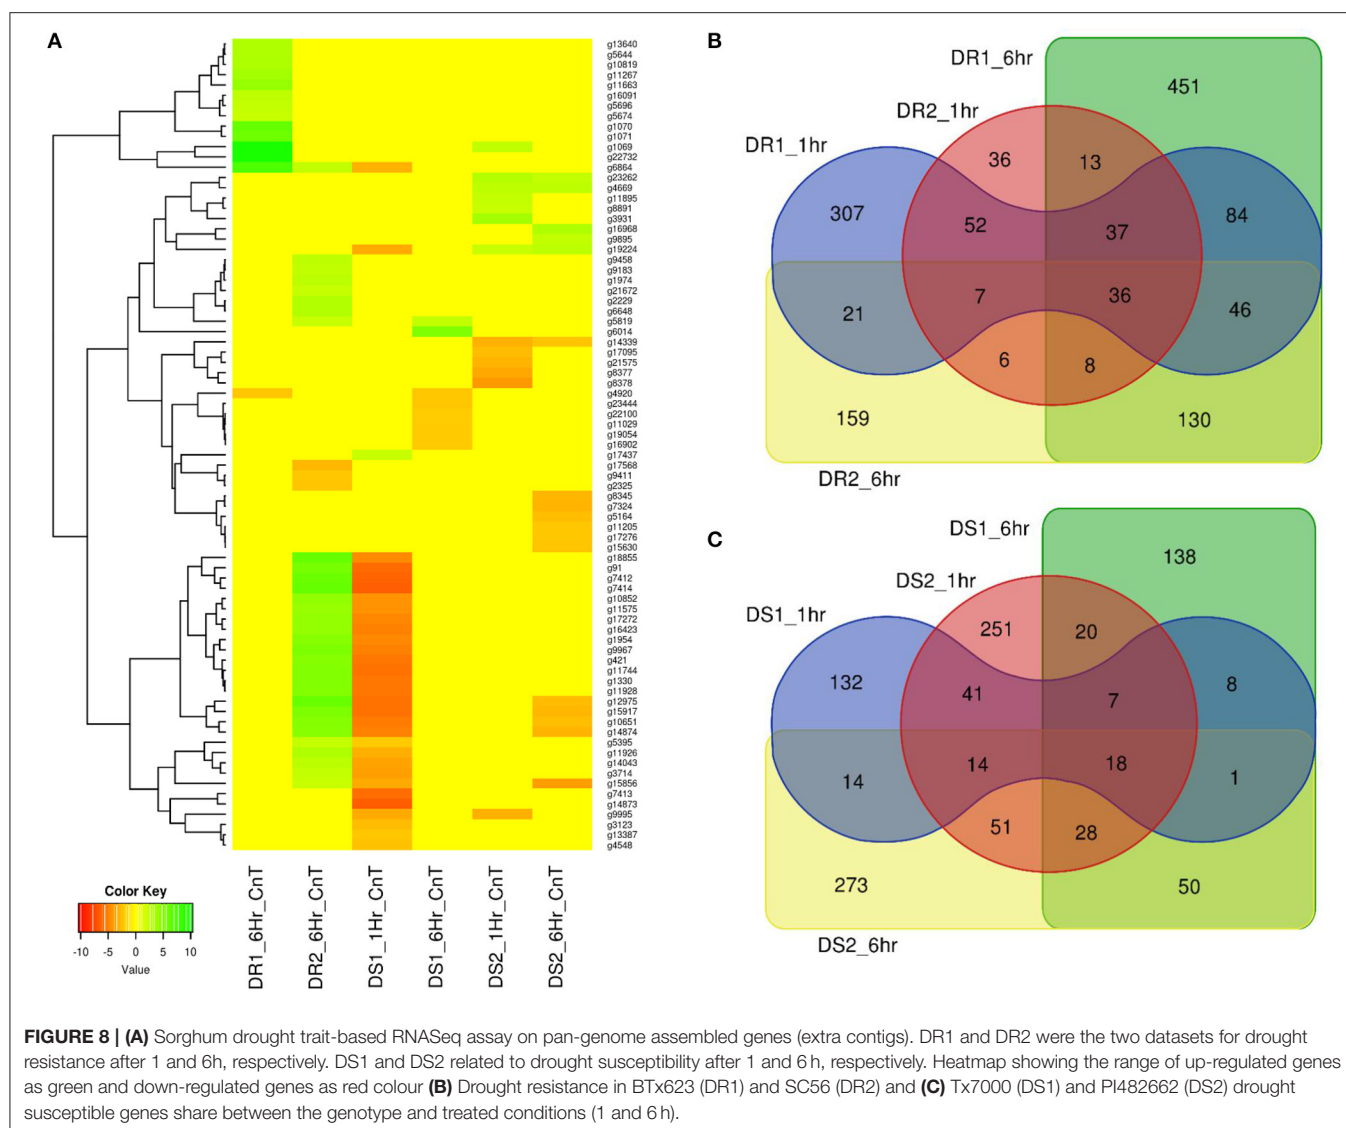 A
g13640
g5644
g10819
g11267
g11663
g16091
g5696
g5674
g1070
g1071
g1069
g22732
g6864
g23262
g4669
g11895
g8891
g3931
g16968
g9895
g19224
g9458
g9183
g1974
g21672
g2229
g6648
g5819
g6014
g14339
g17095
g21575
g8377
g8378
g4920
g23444
g22100
g11029
g19054
g16902
g17437
g17568
g9411
g2325
g8345
g7324
g5164
g11205
g17276
g15630
g18855
g91
g7412
g7414
g10852
g11575
g17272
g16423
g1954
g9967
g421
g11744
g1330
g11928
g12975
g15917
g10651
g14874
g5395
g11926
g14043
g3714
g15856
g7413
g14873
g9995
g3123
g13387
g4548
Color Key
-10 -5 0 5 10
Value
DR1_6Hr_CnT
DR2_6Hr_CnT
DS1_1Hr_CnT
DS1_6Hr_CnT
DS2_1Hr_CnT
DS2_6Hr_CnT
B
DR1_6hr
DR2_1hr
DR1_1hr
451
36
13
307
52
37
84
21
7
36
46
6
8
159
130
DR2_6hr
C
DS1_6hr
DS2_1hr
DS1_1hr
138
251
20
132
41
7
8
14
14
18
1
51
28
273
50
DS2_6hr
FIGURE 8 | (A) Sorghum drought trait-based RNASeq assay on pan-genome assembled genes (extra contigs). DR1 and DR2 were the two datasets for drought
resistance after 1 and 6h, respectively. DS1 and DS2 related to drought susceptibility after 1 and 6 h, respectively. Heatmap showing the range of up-regulated genes
as green and down-regulated genes as red colour (B) Drought resistance in BTx623 (DR1) and SC56 (DR2) and (C) Tx7000 (DS1) and PI482662 (DS2) drought
susceptible genes share between the genotype and treated conditions (1 and 6 h).